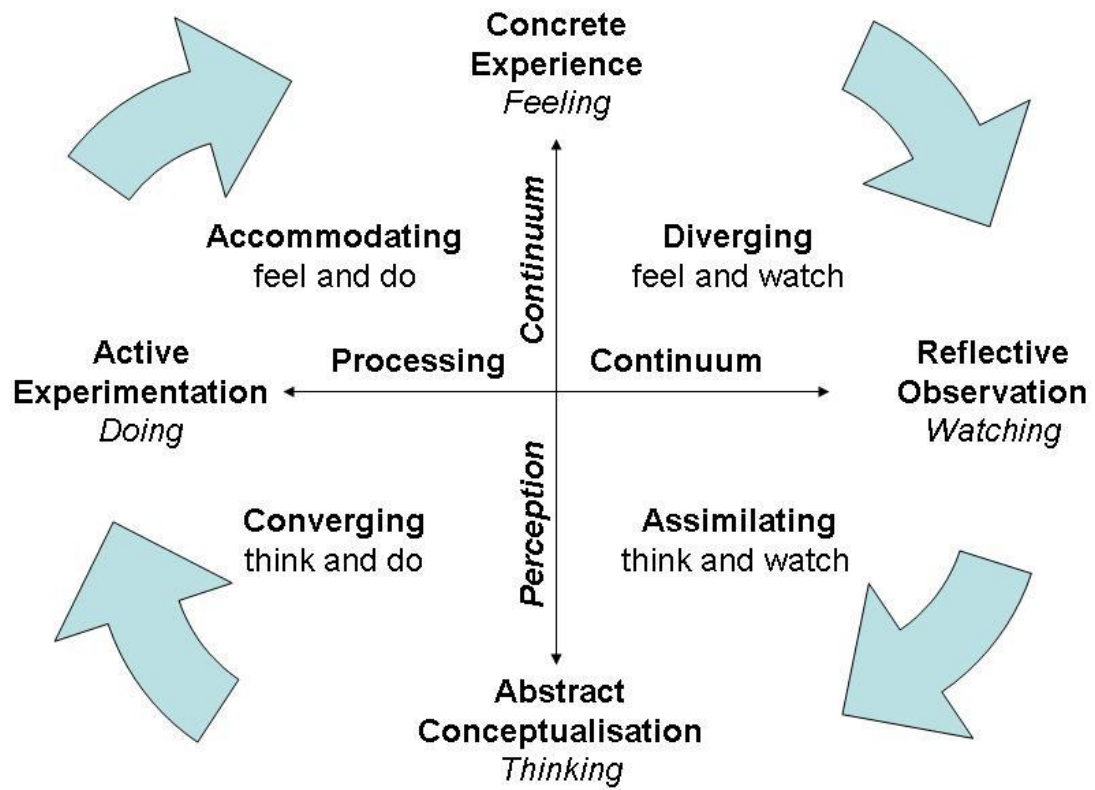 Concrete
Experience
Feeling
Continuum
Accommodating
feel and do
Diverging
feel and watch
Active
Experimentation
Doing
Processing
Continuum
Reflective
Observation
Watching
Perception
Converging
think and do
Assimilating
think and watch
Abstract
Conceptualisation
Thinking